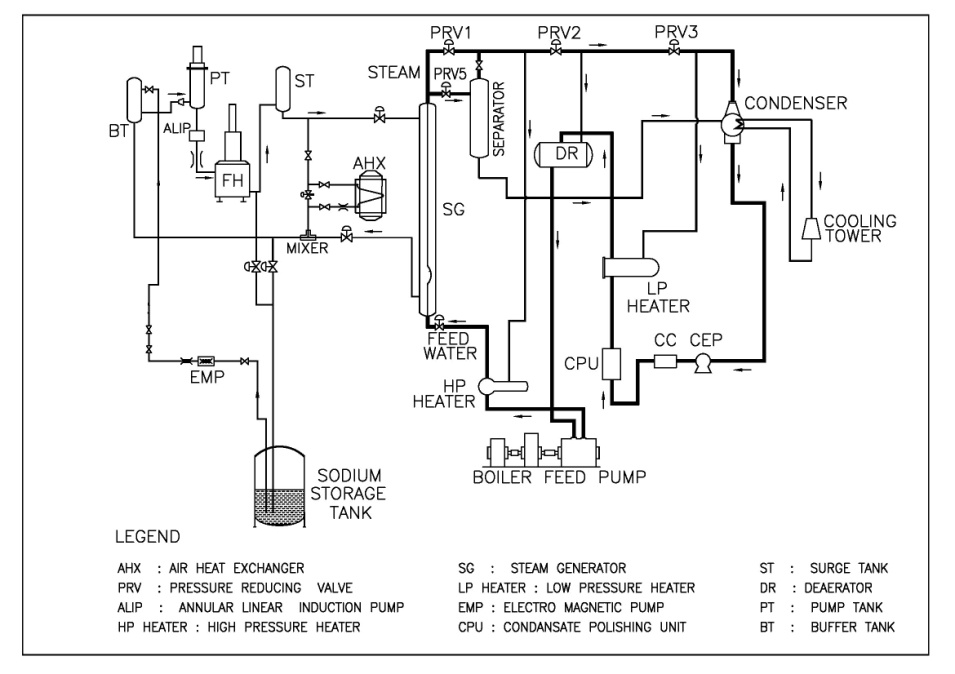 PRV1
PRV2
PRV3
PT
ST
STEAM
PRV5
SEPARATOR
CONDENSER
BT
ALIP
FH
AHX
DR
SG
COOLING
TOWER
MIXER
LP
HEATER
FEED
WATER
CC
CEP
CPU
EMP
HP
HEATER
BOILER FEED PUMP
SODIUM
STORAGE
TANK
LEGEND
AHX : AIR HEAT EXCHANGER
PRV : PRESSURE REDUCING VALVE
ALIP : ANNULAR LINEAR INDUCTION PUMP
HP HEATER : HIGH PRESSURE HEATER
SG : STEAM GENERATOR
LP HEATER : LOW PRESSURE HEATER
EMP : ELECTRO MAGNETIC PUMP
CPU : CONDANSATE POLISHING UNIT
ST : SURGE TANK
DR : DEAERATOR
PT : PUMP TANK
BT : BUFFER TANK